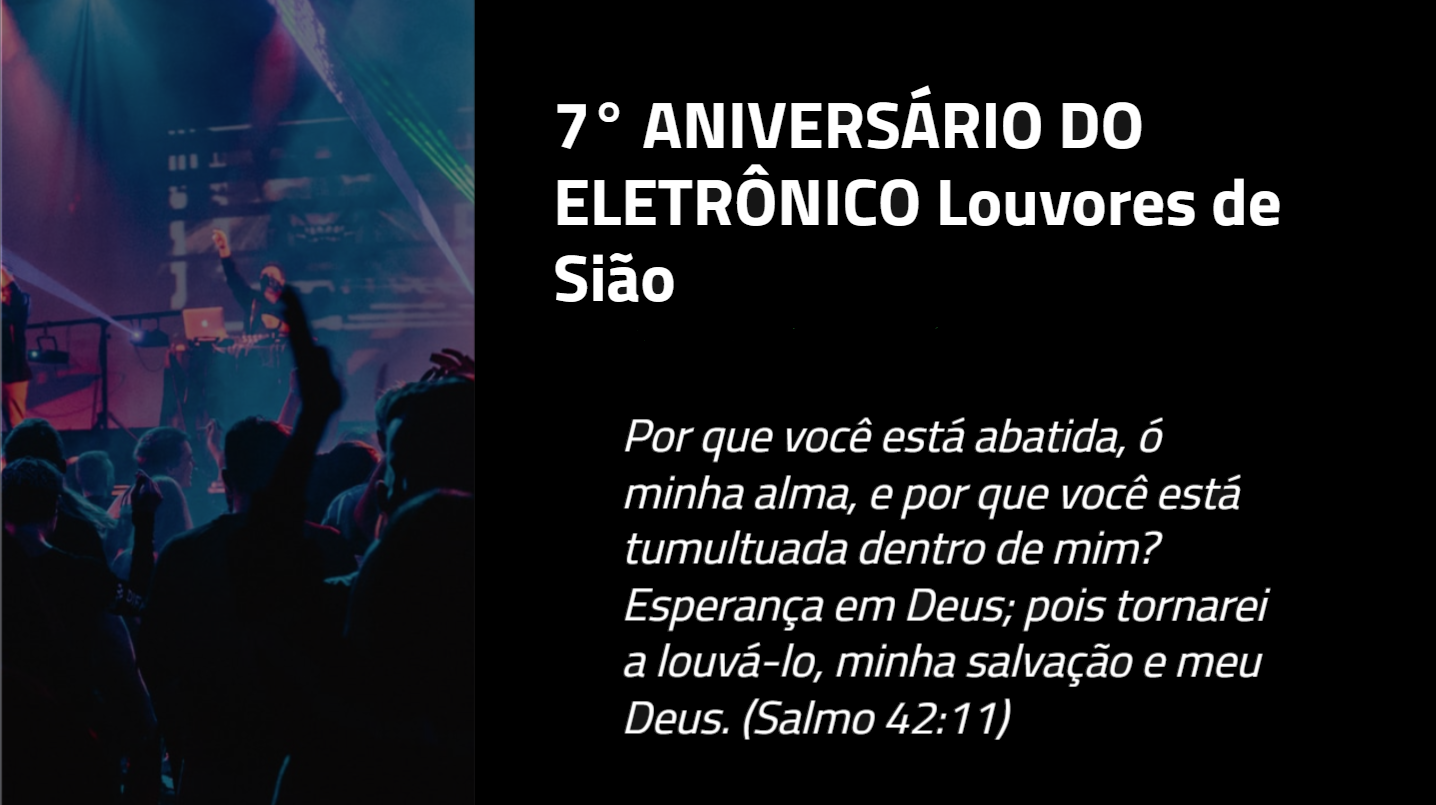 7° ANIVERSÁRIO DO
ELETRÔNICO Louvores de
Sião
Por que você está abatida, ó
minha alma, e por que você está
tumultuada dentro de mim?
Esperança em Deus; pois tornarei
a louvá-lo, minha salvação e meu
Deus. (Salmo 42:11)